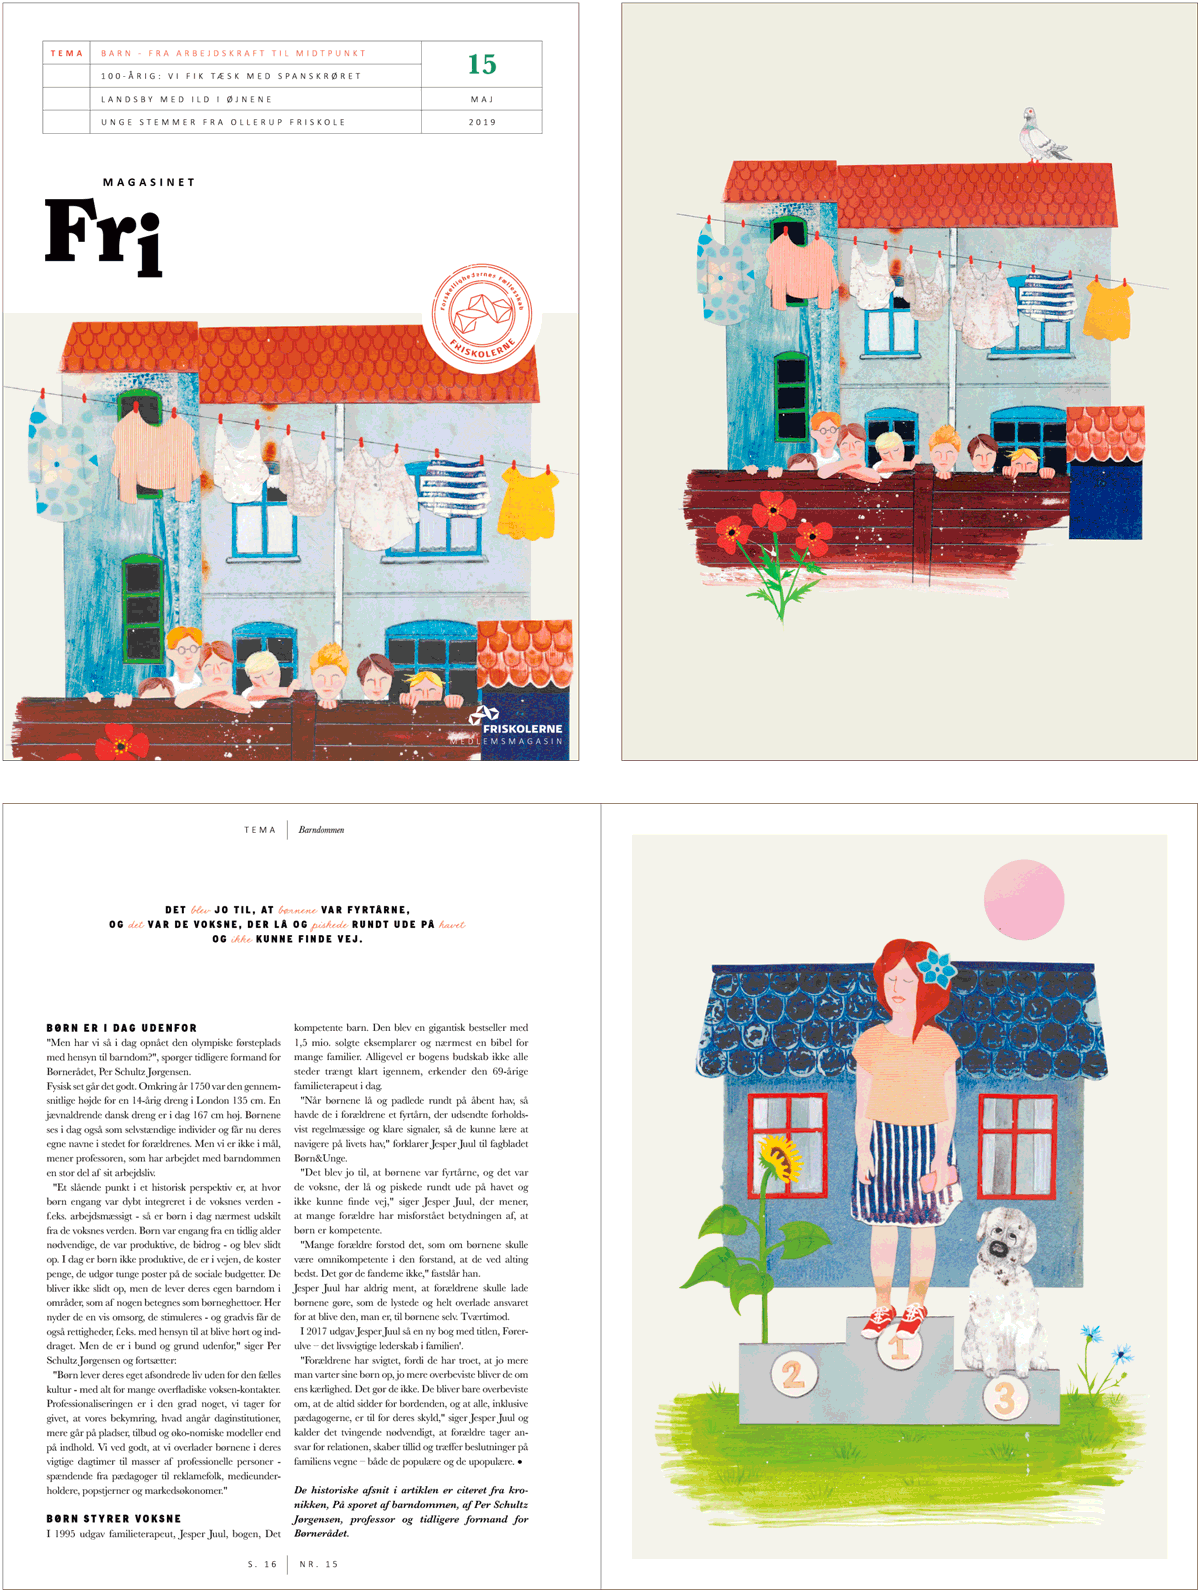 TEMA BARN - FRA ARBEJDSKRAFT TIL MIDTPUNKT
100-ÅRIG: VI FIK TÆSK MED SPANSKRØRET
LANDSBY MED ILD I ØJNENE
UNGE STEMMER FRA OLLERUP FRISKOLE
15
MAJ
2019
MAGASINET
Fri
Forskellighedernes Fællesskab
FRISKOLERNE
FRISKOLERNE
MEDLEMSMAGASIN
TEMA Barndommen
DET blev JO TIL, AT børnene VAR FYRTÅRNE,
OG det VAR DE VOKSNE, DER LÅ OG piskede RUNDT UDE PÅ havet
OG ikke KUNNE FINDE VEJ.
BØRN ER I DAG UDENFOR
"Men har vi så i dag opnået den olympiske førsteplads
med hensyn til barndom?", spørger tidligere formand for
Børnerådet, Per Schultz Jørgensen.
Fysisk set går det godt. Omkring år 1750 var den gennem-
snitlige højde for en 14-årig dreng i London 135 cm. En
jævnaldrende dansk dreng er i dag 167 cm høj. Børnene
ses i dag også som selvstændige individer og får nu deres
egne navne i stedet for forældrenes. Men vi er ikke i mål,
mener professoren, som har arbejdet med barndommen
en stor del af sit arbejdsliv.
"Et slående punkt i et historisk perspektiv er, at hvor
børn engang var dybt integreret i de voksnes verden -
f.eks. arbejdsmæssigt - så er børn i dag nærmest udskilt
fra de voksnes verden. Børn var engang fra en tidlig alder
nødvendige, de var produktive, de bidrog - og blev slidt
op. I dag er børn ikke produktive, de er i vejen, de koster
penge, de udgør tunge poster på de sociale budgetter. De
bliver ikke slidt op, men de lever deres egen barndom i
områder, som af nogen betegnes som børneghettoer. Her
nyder de en vis omsorg, de stimuleres - og gradvis får de
også rettigheder, f.eks. med hensyn til at blive hørt og ind-
draget. Men de er i bund og grund udenfor," siger Per
Schultz Jørgensen og fortsætter:
"Børn lever deres eget afsondrede liv uden for den fælles
kultur - med alt for mange overfladiske voksen-kontakter.
Professionaliseringen er i den grad noget, vi tager for
givet, at vores bekymring, hvad angår daginstitutioner,
mere går på pladser, tilbud og øko-nomiske modeller end
på indhold. Vi ved godt, at vi overlader børnene i deres
vigtige dagtimer til masser af professionelle personer -
spændende fra pædagoger til reklamefolk, medieunder-
holdere, popstjerner og markedsøkonomer."
BØRN STYRER VOKSNE
I 1995 udgav familieterapeut, Jesper Juul, bogen, Det
kompetente barn. Den blev en gigantisk bestseller med
1,5 mio. solgte eksemplarer og nærmest en bibel for
mange familier. Alligevel er bogens budskab ikke alle
steder trængt klart igennem, erkender den 69-årige
familieterapeut i dag.
"Når børnene lå og padlede rundt på åbent hav, så
havde de i forældrene et fyrtårn, der udsendte forholds-
vist regelmæssige og klare signaler, så de kunne lære at
navigere på livets hav," forklarer Jesper Juul til fagbladet
Børn&Unge.
"Det blev jo til, at børnene var fyrtårne, og det var
de voksne, der lå og piskede rundt ude på havet og
ikke kunne finde vej," siger Jesper Juul, der mener,
at mange forældre har misforstået betydningen af, at
børn er kompetente.
"Mange forældre forstod det, som om børnene skulle
være omnikompetente i den forstand, at de ved alting
bedst. Det gør de fandeme ikke," fastslår han.
Jesper Juul har aldrig ment, at forældrene skulle lade
børnene gøre, som de lystede og helt overlade ansvaret
for at blive den, man er, til børnene selv. Tværtimod.
I 2017 udgav Jesper Juul så en ny bog med titlen, Fører-
ulve – det livsvigtige lederskab i familien'.
"Forældrene har svigtet, fordi de har troet, at jo mere
man varter sine børn op, jo mere overbeviste bliver de om
ens kærlighed. Det gør de ikke. De bliver bare overbeviste
om, at de altid sidder for bordenden, og at alle, inklusive
pædagogerne, er til for deres skyld," siger Jesper Juul og
kalder det tvingende nødvendigt, at forældre tager an-
svar for relationen, skaber tillid og træffer beslutninger på
familiens vegne – både de populære og de upopulære. •
De historiske afsnit i artiklen er citeret fra kro-
nikken, På sporet af barndommen, af Per Schultz
Jørgensen, professor og tidligere formand for
Børnerådet.
S. 16 NR. 15
1.
2
3